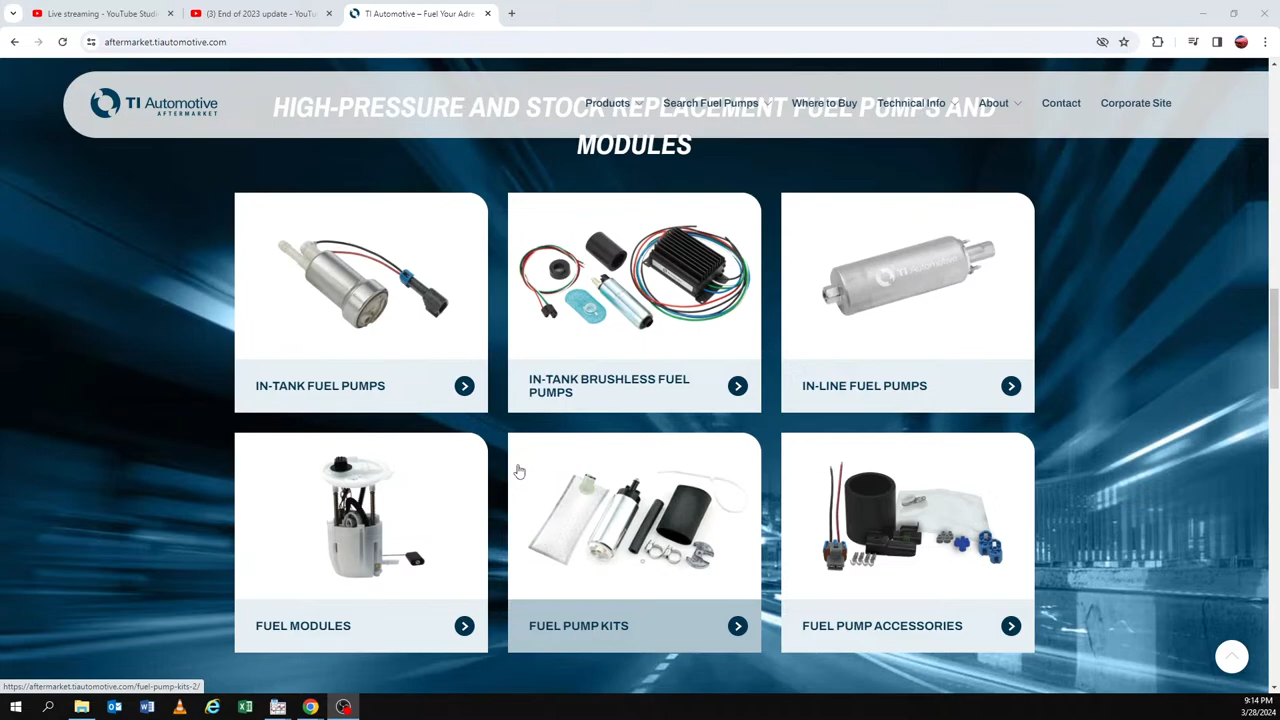 Live streaming - YouTube Studi
(3) End of 2023 update - YouTu
TI Automotive – Fuel Your Adre
aftermarket.tiautomotive.com
TI Automotive
AFTERMARKET
Products
Search Fuel Pumps
Where to Buy
Technical Info
About
Contact
Corporate Site
HIGH-PRESSURE AND STOCK REPLACEMENT FUEL PUMPS AND
MODULES
TI Automotive
IN-TANK FUEL PUMPS
IN-TANK BRUSHLESS FUEL
PUMPS
IN-LINE FUEL PUMPS
FUEL MODULES
FUEL PUMP KITS
FUEL PUMP ACCESSORIES
https://aftermarket.tiautomotive.com/fuel-pump-kits-2/
9:14 PM
3/28/2024